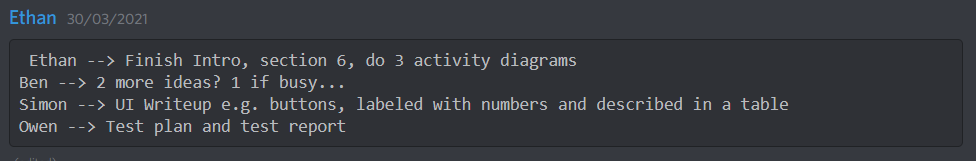 Ethan 30/03/2021
Ethan --> Finish Intro, section 6, do 3 activity diagrams
Ben --> 2 more ideas? 1 if busy...
Simon --> UI Writeup e.g. buttons, labeled with numbers and described in a table
Owen --> Test plan and test report